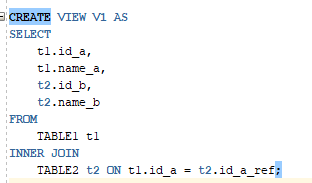 CREATE VIEW V1 AS
SELECT
t1.id_a,
t1.name_a,
t2.id_b,
t2.name_b
FROM
TABLE1 t1
INNER JOIN
TABLE2 t2 ON t1.id_a = t2.id_a_ref;